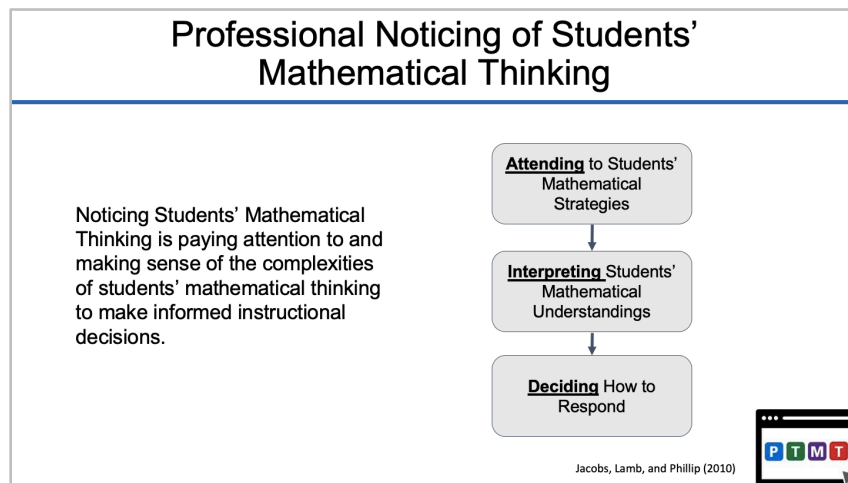 Professional Noticing of Students'
Mathematical Thinking
Noticing Students' Mathematical
Thinking is paying attention to and
making sense of the complexities
of students' mathematical thinking
to make informed instructional
decisions.
Attending to Students'
Mathematical
Strategies
Interpreting Students'
Mathematical
Understandings
Deciding How to
Respond
Jacobs, Lamb, and Phillip (2010)
PTMT